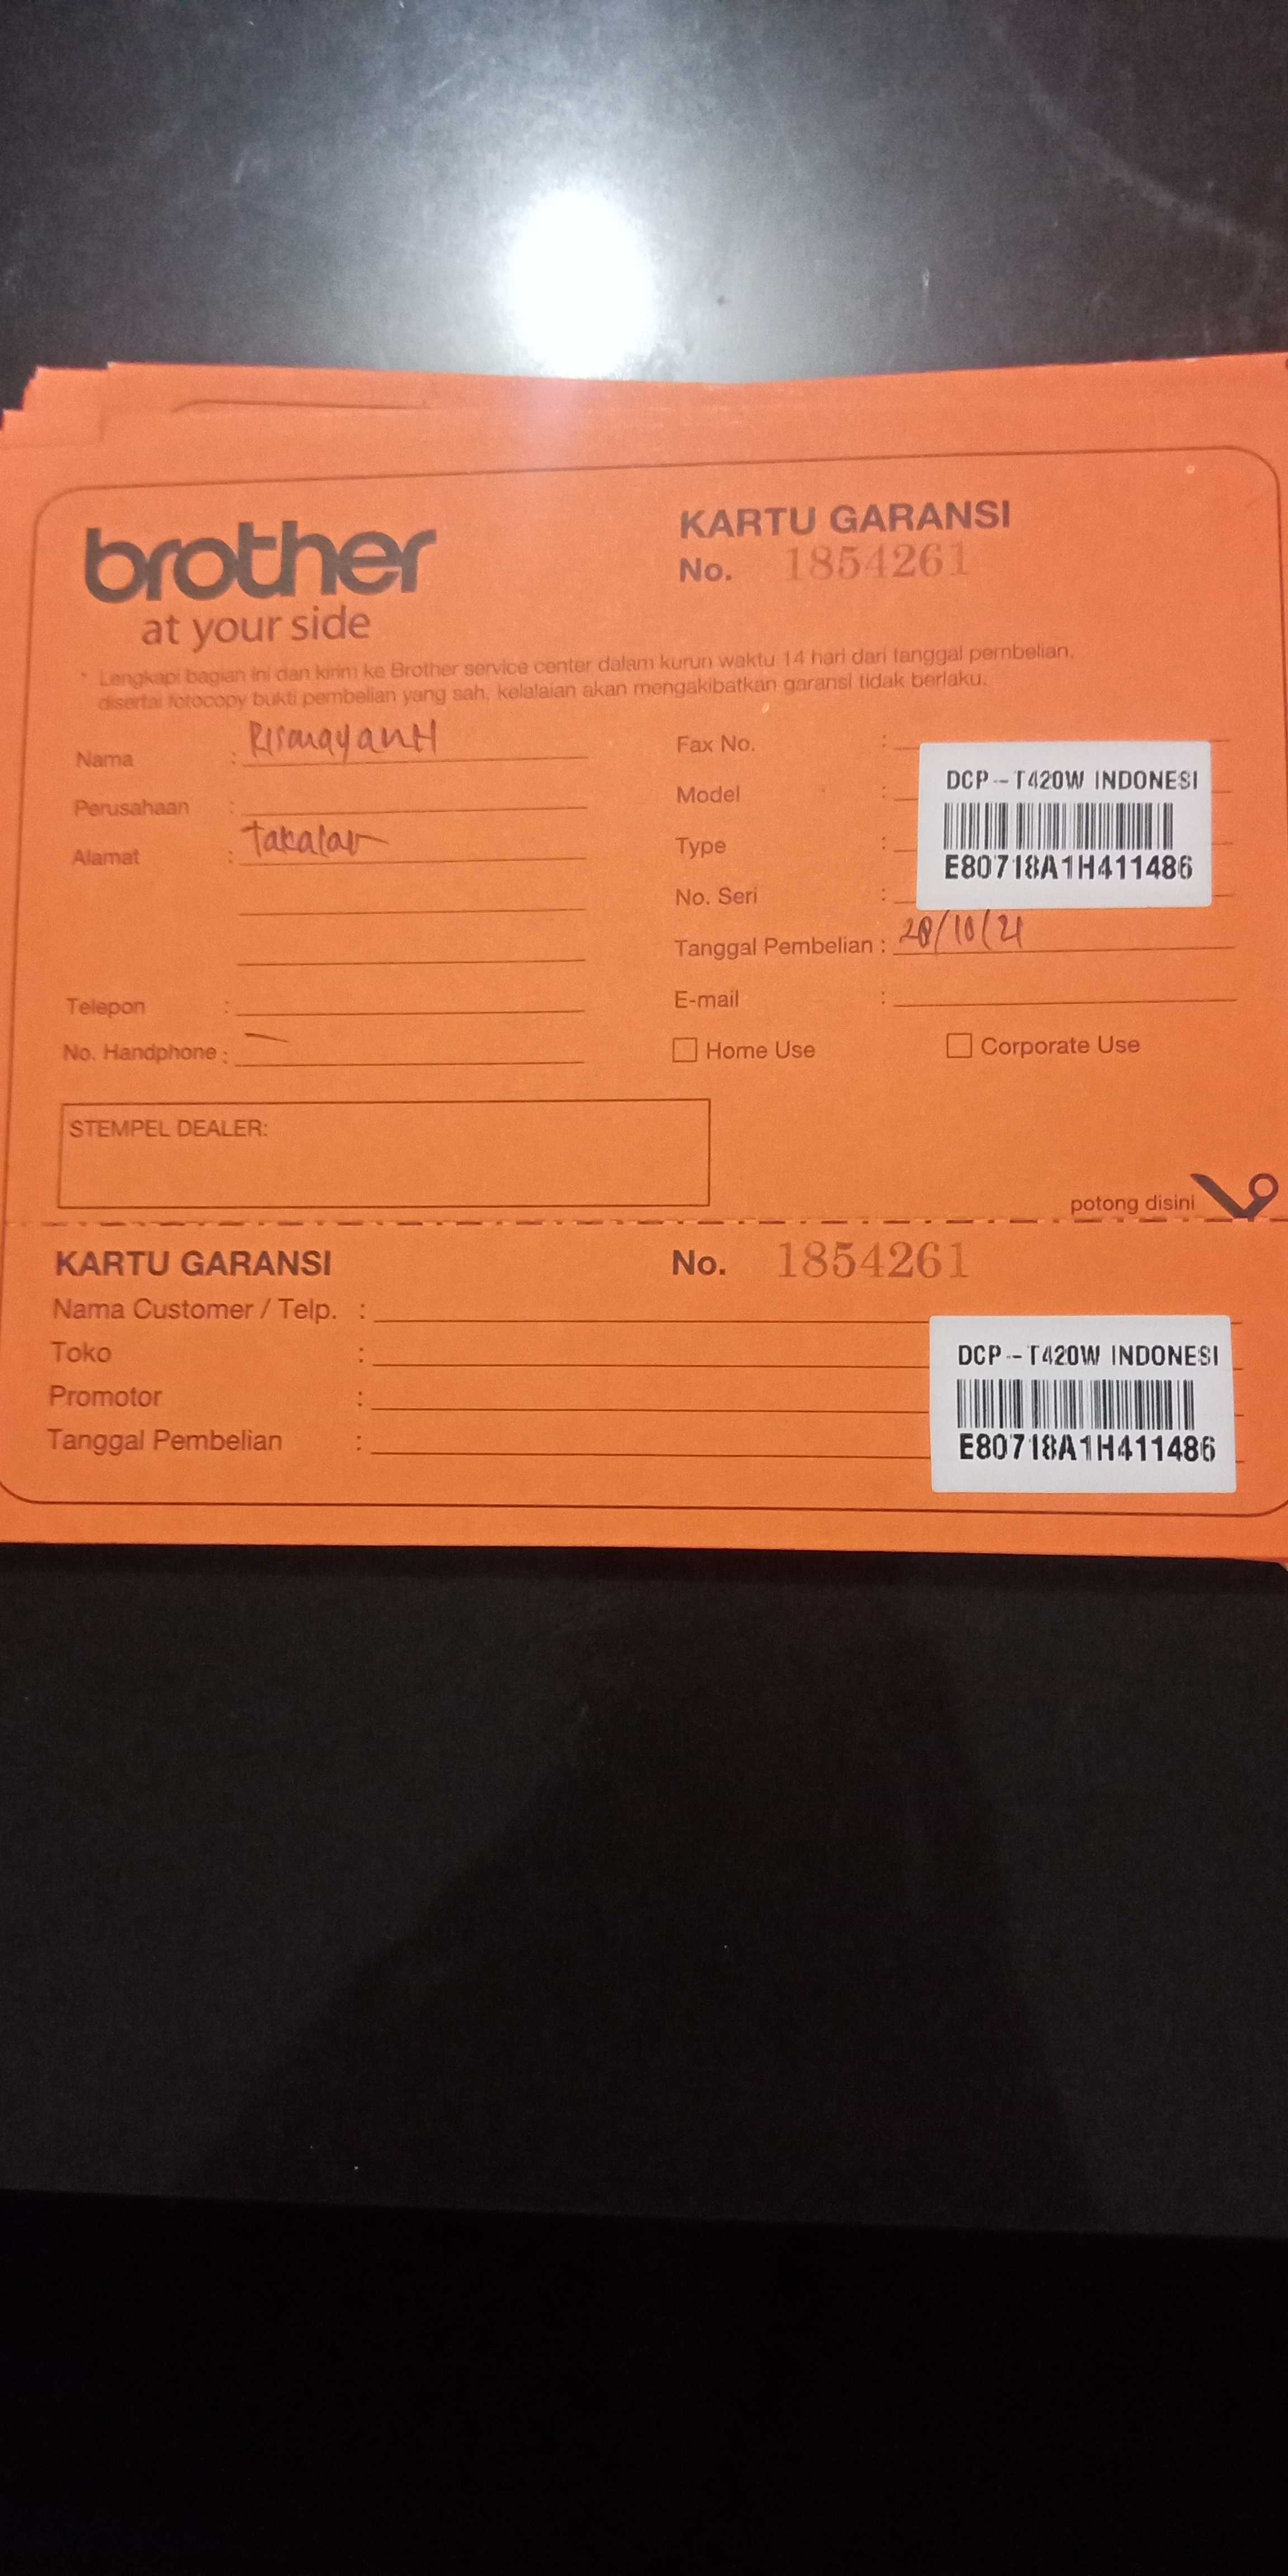 brother
at your side
KARTU GARANSI
No. 1854261
* Lengkapi bagian ini dan kirim ke Brother service center dalam kurun waktu 14 hari dari tanggal pembelian,
disertai fotocopy bukti pembelian yang sah, kelalaian akan mengakibatkan garansi tidak berlaku.
Nama : Rismayanti
Perusahaan :
Alamat : Takalar
Telepon :
No. Handphone :
Fax No. :
Model :
Type :
No. Seri :
DCP-T420W INDONESI
E80718A1H411486
Tanggal Pembelian : 28/10/21
E-mail :
Home Use
Corporate Use
STEMPEL DEALER:
potong disini
KARTU GARANSI
No. 1854261
Nama Customer / Telp. :
Toko :
Promotor :
Tanggal Pembelian :
DCP-T420W INDONESI
E80718A1H411486